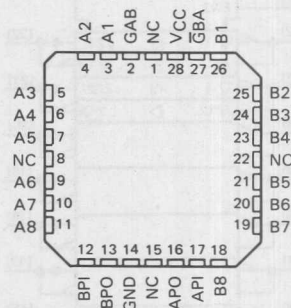 A2 A1 GAB NC VCC G̅BA B1
4 3 2 1 28 27 26
A3 5 25 B2
A4 6 24 B3
A5 7 23 B4
NC 8 22 NC
A6 9 21 B5
A7 10 20 B6
A8 11 19 B7
12 13 14 15 16 17 18
BPI BPO GND NC APO API B8